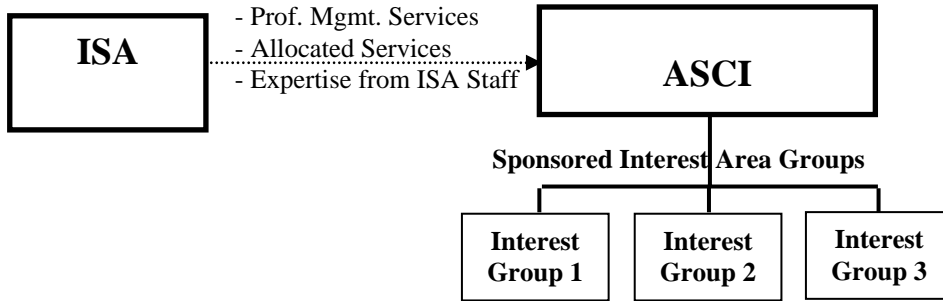 ISA
- Prof. Mgmt. Services
- Allocated Services
- Expertise from ISA Staff
ASCI
Sponsored Interest Area Groups
Interest
Group 1
Interest
Group 2
Interest
Group 3